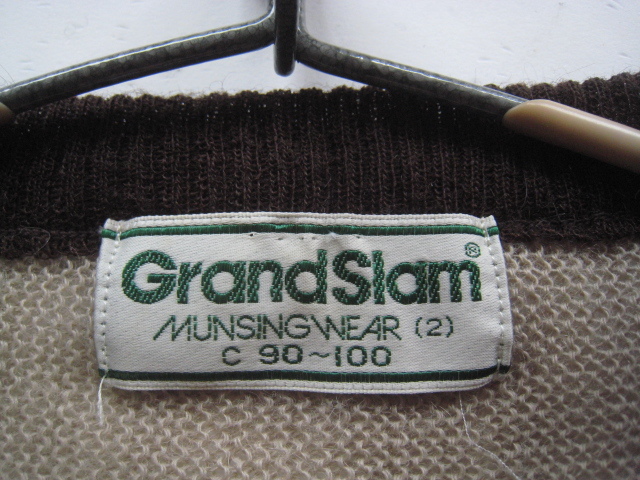 GrandSlam®
MUNSINGWEAR (2)
C 90~100